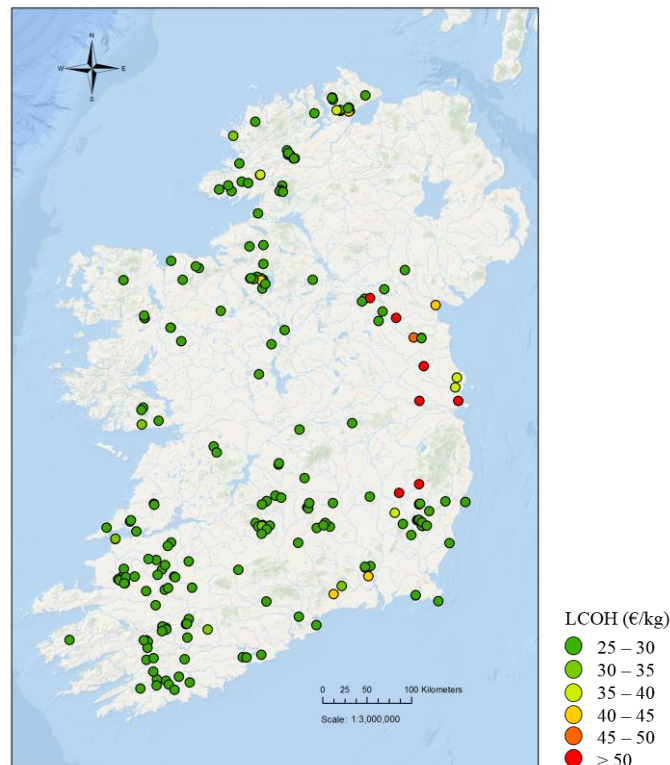 N
W E
S
0 25 50 100 Kilometers
Scale: 1:3,000,000
LCOH (€/kg)
25 – 30
30 – 35
35 – 40
40 – 45
45 – 50
> 50